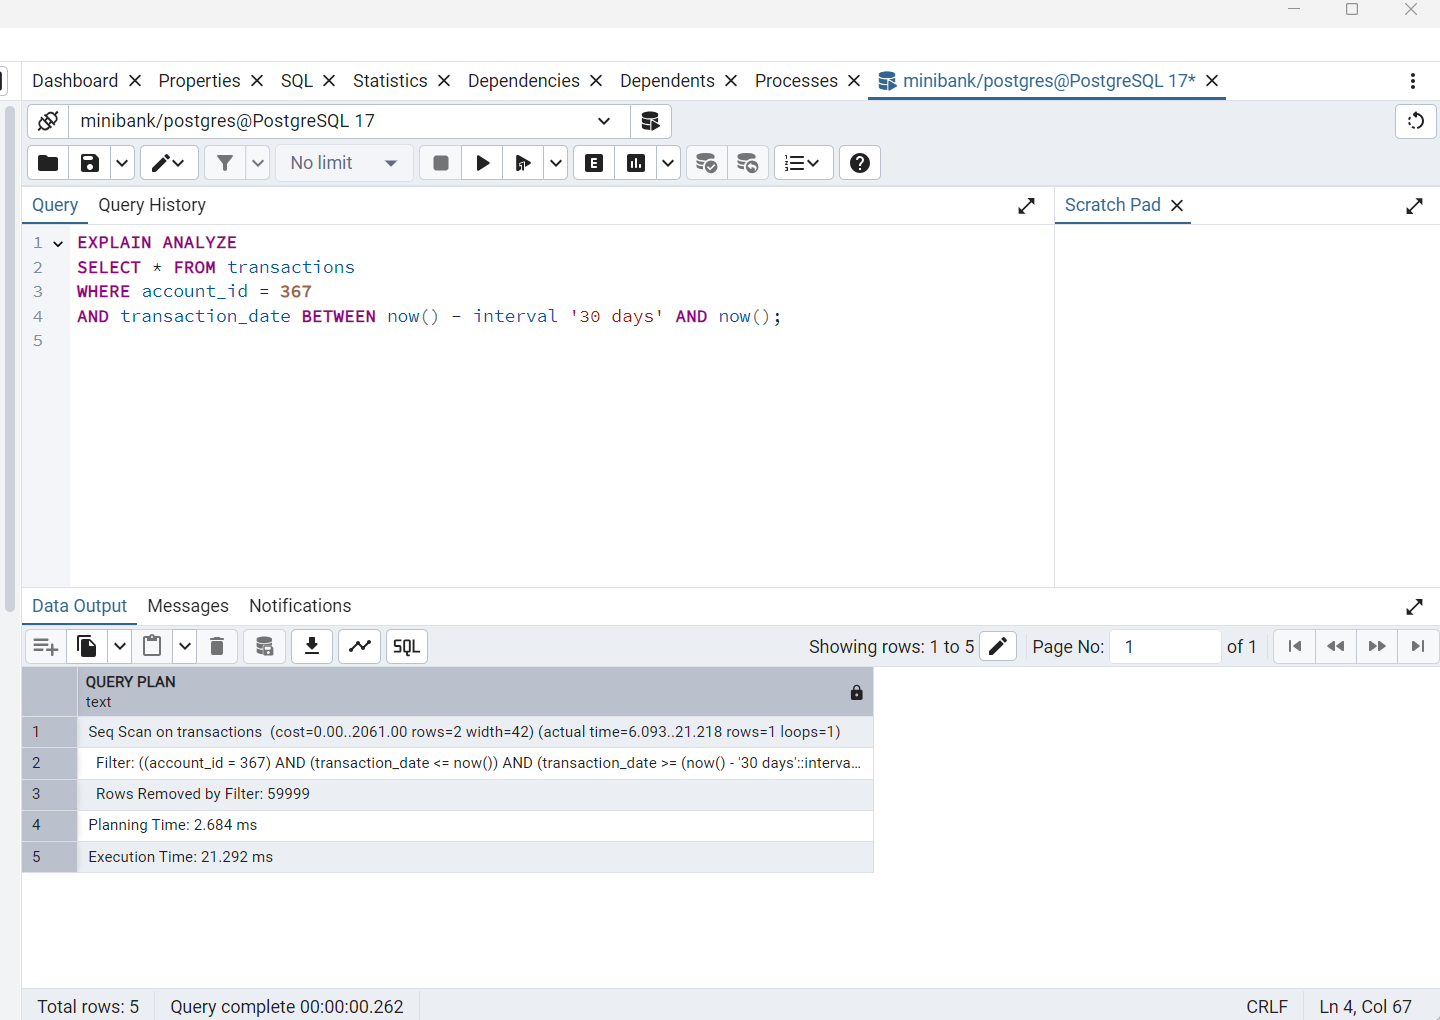 Dashboard Properties SQL Statistics Dependencies Dependents Processes minibank/postgres@PostgreSQL 17*
minibank/postgres@PostgreSQL 17
No limit
E
Query Query History
Scratch Pad
1 EXPLAIN ANALYZE
2 SELECT * FROM transactions
3 WHERE account_id = 367
4 AND transaction_date BETWEEN now() - interval '30 days' AND now();
5
Data Output Messages Notifications
SQL Showing rows: 1 to 5 Page No: 1 of 1
QUERY PLAN
text
1 Seq Scan on transactions (cost=0.00..2061.00 rows=2 width=42) (actual time=6.093..21.218 rows=1 loops=1)
2 Filter: ((account_id = 367) AND (transaction_date <= now()) AND (transaction_date >= (now() - '30 days'::interva...
3 Rows Removed by Filter: 59999
4 Planning Time: 2.684 ms
5 Execution Time: 21.292 ms
Total rows: 5 Query complete 00:00:00.262 CRLF Ln 4, Col 67